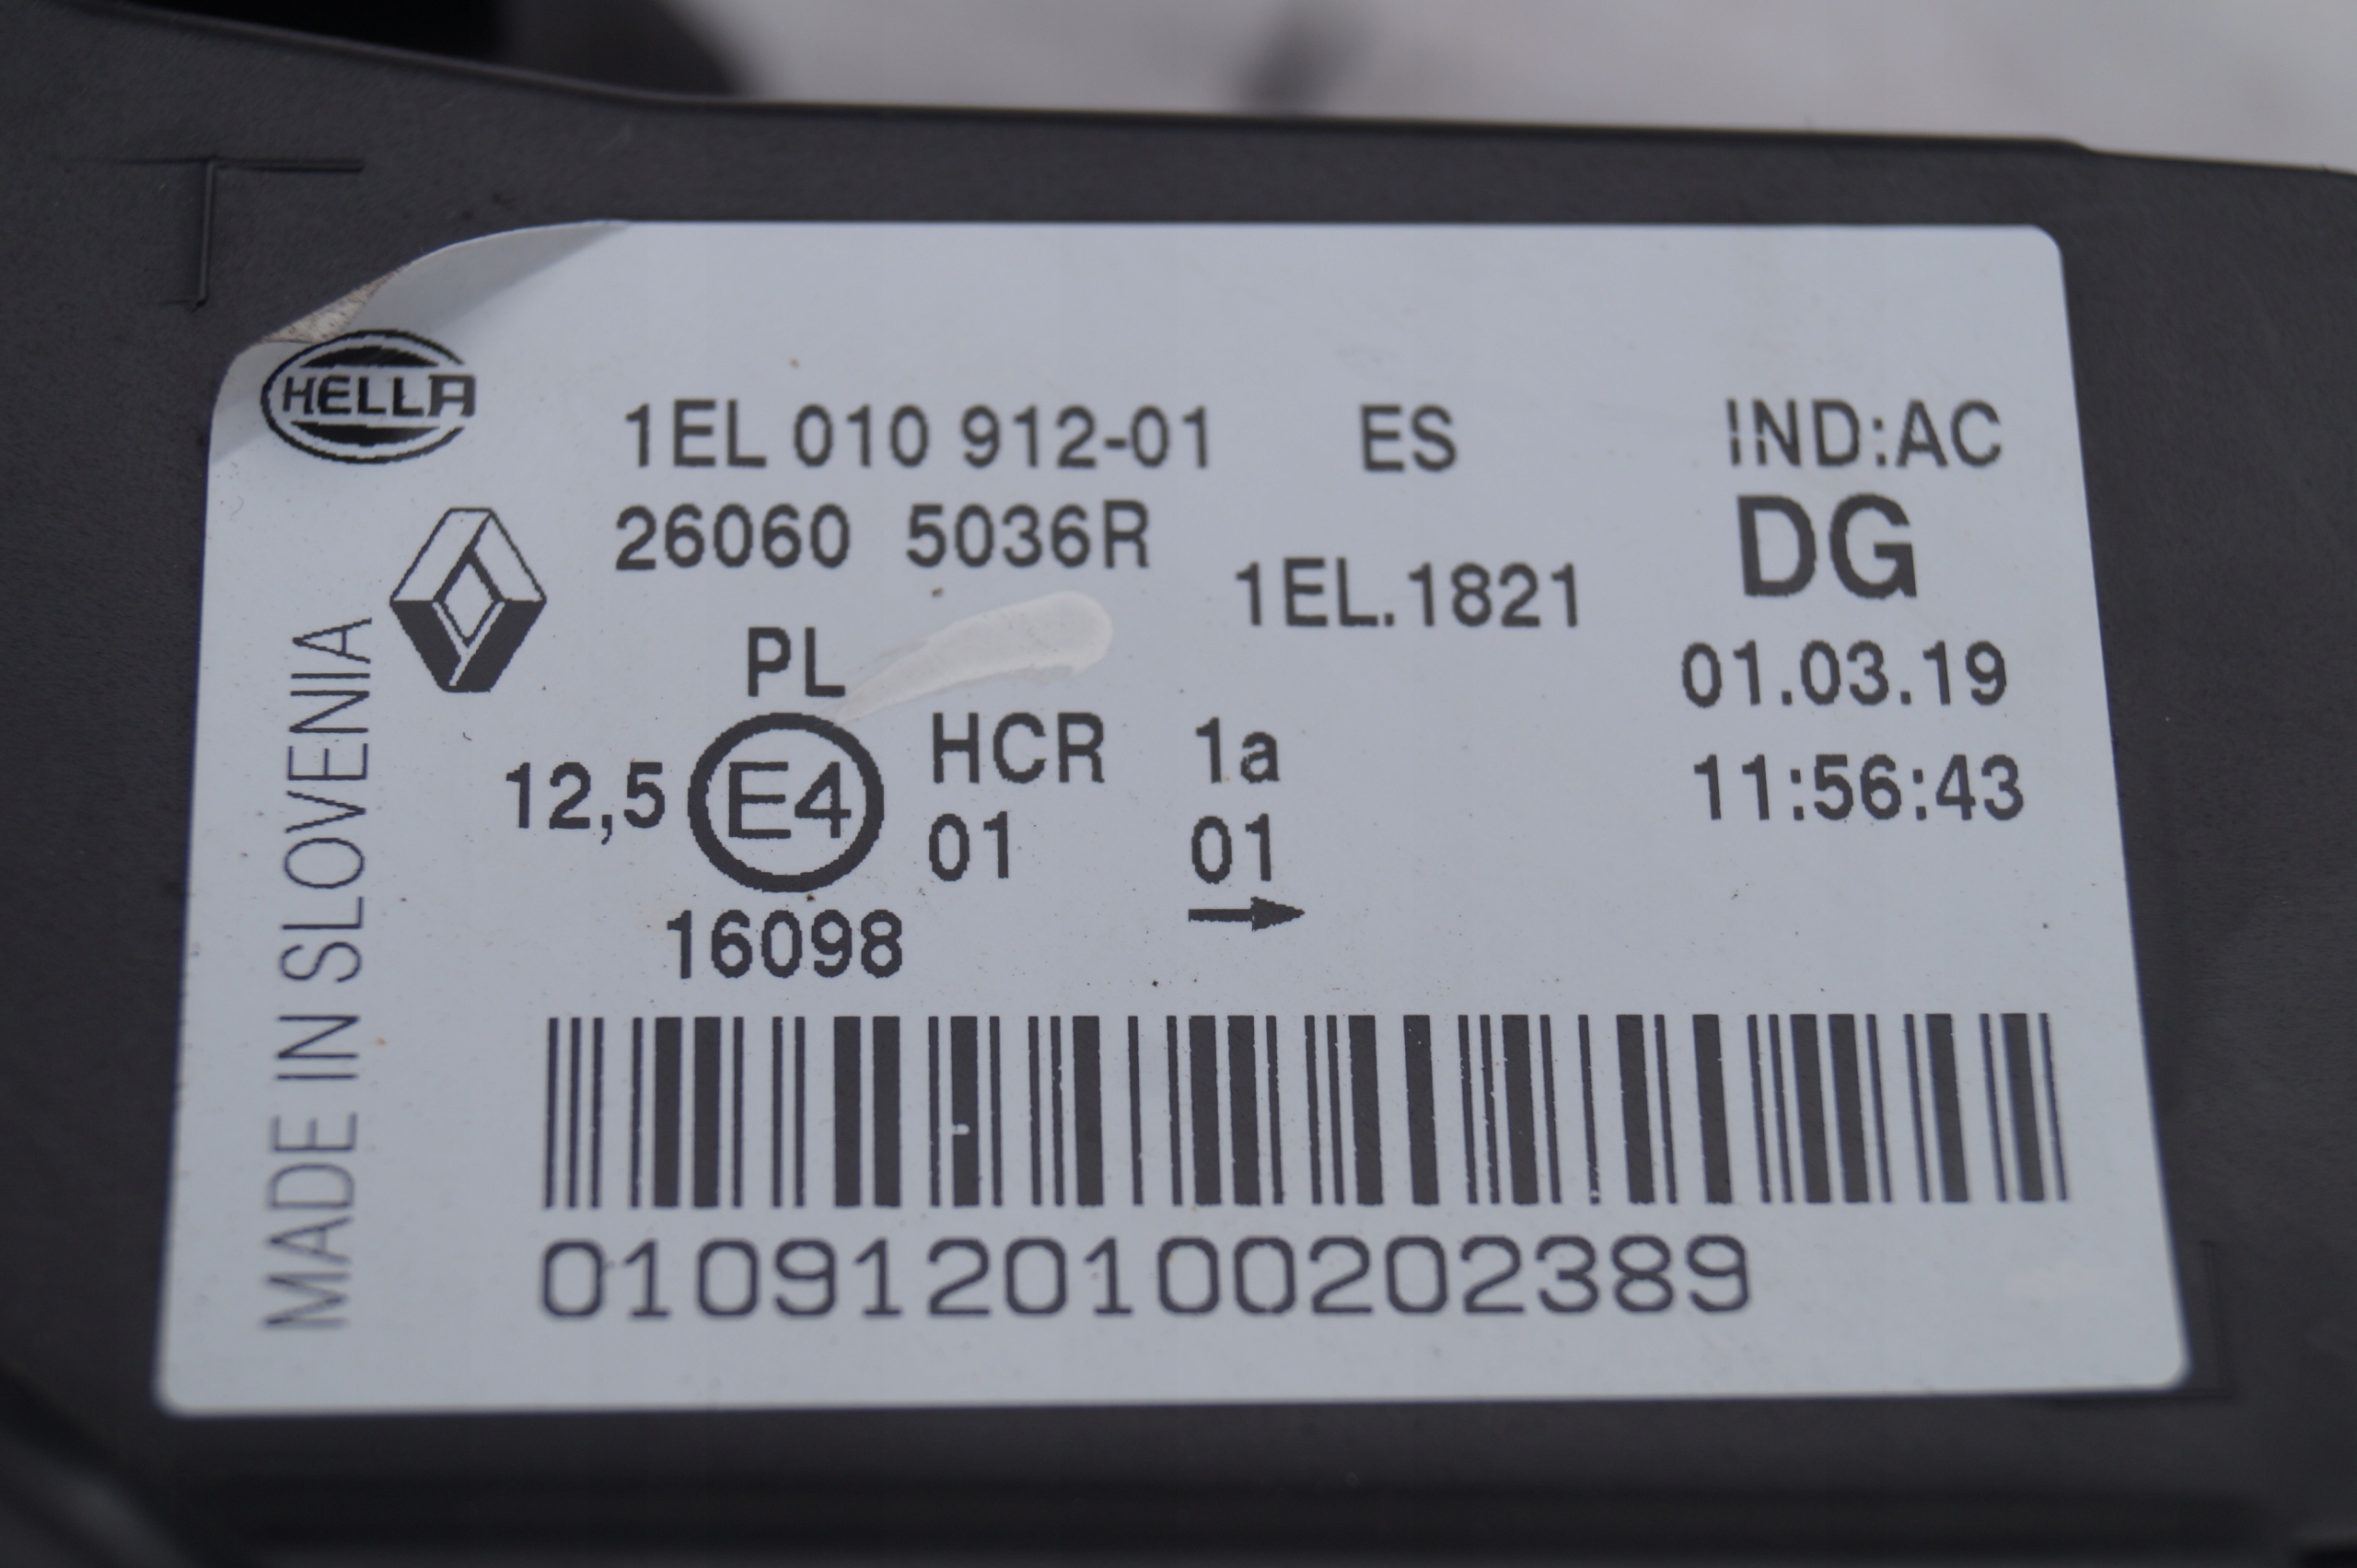 HELLA
1EL 010 912-01 ES IND:AC
26060 5036R DG
1EL.1821
PL 01.03.19
HCR 1a
12,5 E4 11:56:43
01 01
16098
MADE IN SLOVENIA
0109120100202389